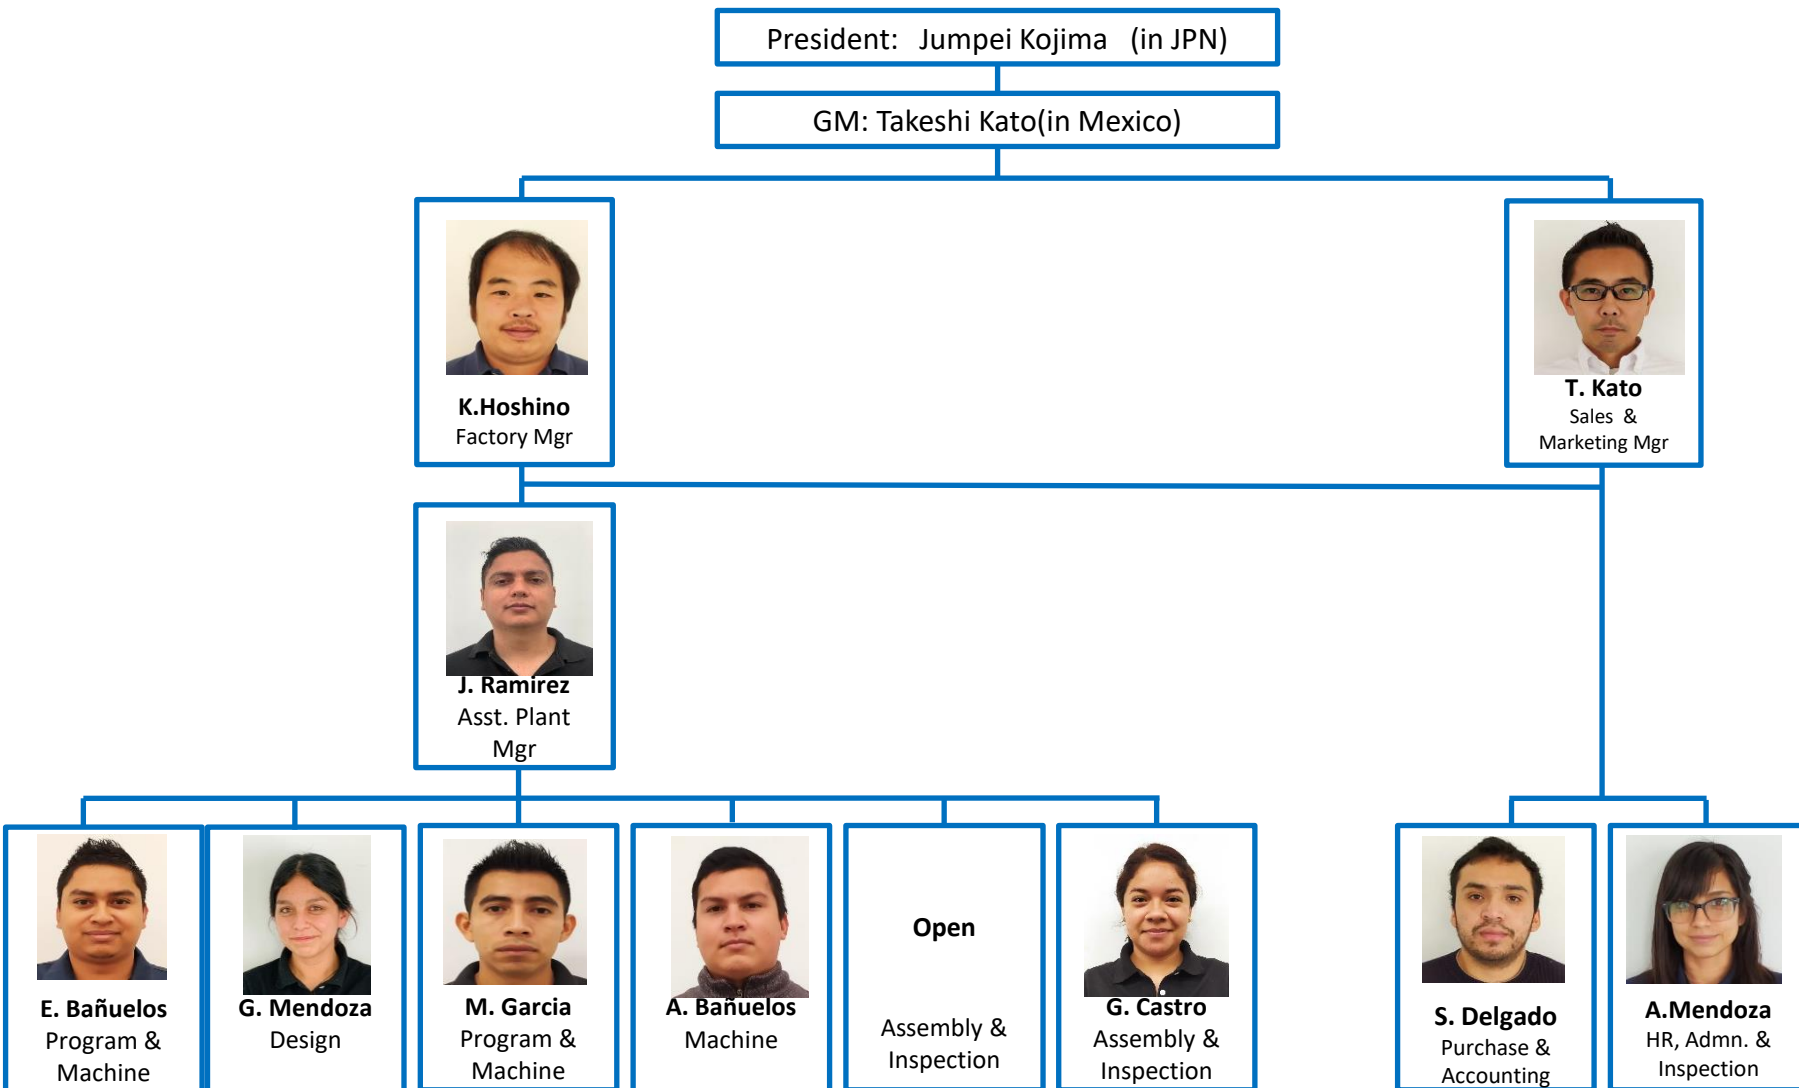 President: Jumpei Kojima (in JPN)
GM: Takeshi Kato(in Mexico)
K.Hoshino
Factory Mgr
T. Kato
Sales &
Marketing Mgr
J. Ramirez
Asst. Plant
Mgr
E. Bañuelos
Program &
Machine
G. Mendoza
Design
M. Garcia
Program &
Machine
A. Bañuelos
Machine
Open
Assembly &
Inspection
G. Castro
Assembly &
Inspection
S. Delgado
Purchase &
Accounting
A.Mendoza
HR, Admn. &
Inspection